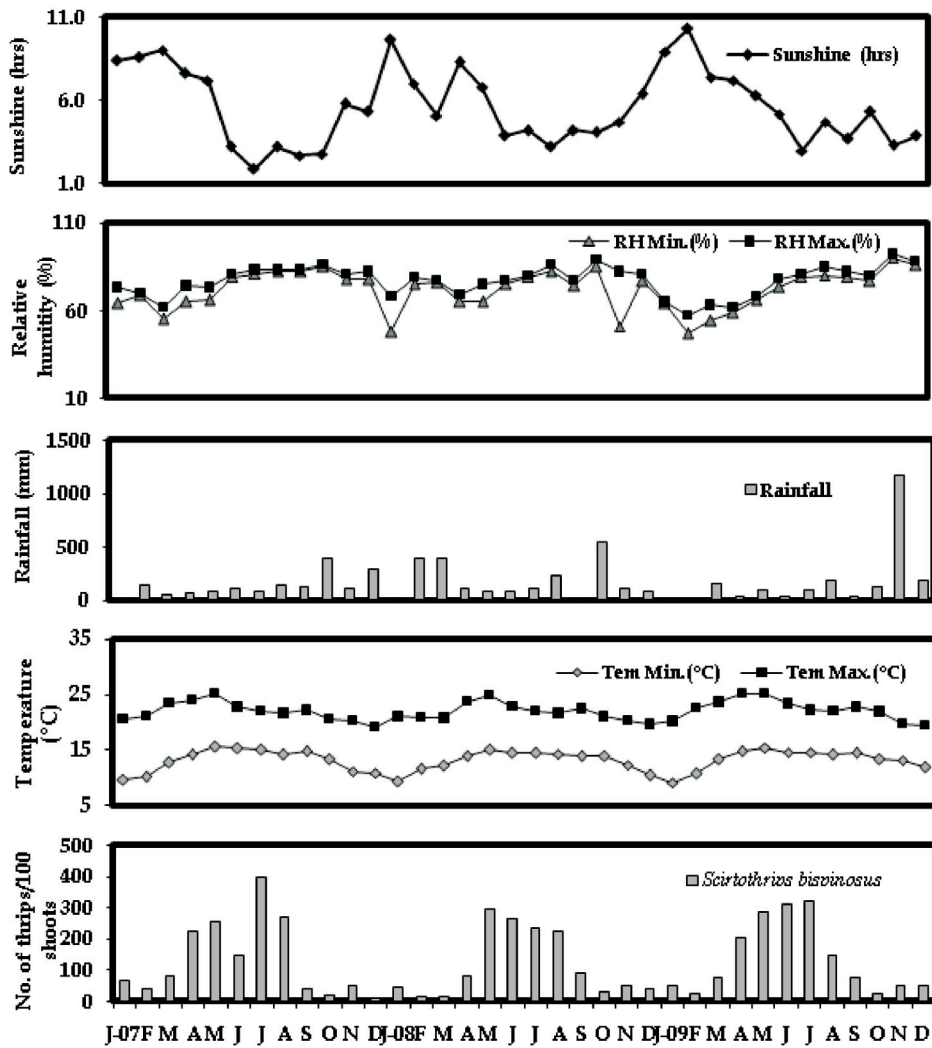 11.0
Sunshine (hrs)
6.0
Sunshine (hrs)
1.0
110
RH Min.(%) RH Max.(%)
Relative
humitity (%)
60
10
1500
Rainfall (mm)
1000
Rainfall
500
0
35
Tem Min.(°C) Tem Max.(°C)
Temperature
(°C)
25
15
5
500
No. of thrips/100
shoots
400
Scirtothrips bispinosus
300
200
100
0
J-07 F M A M J J A S O N D J-08 F M A M J J A S O N D J-09 F M A M J J A S O N D